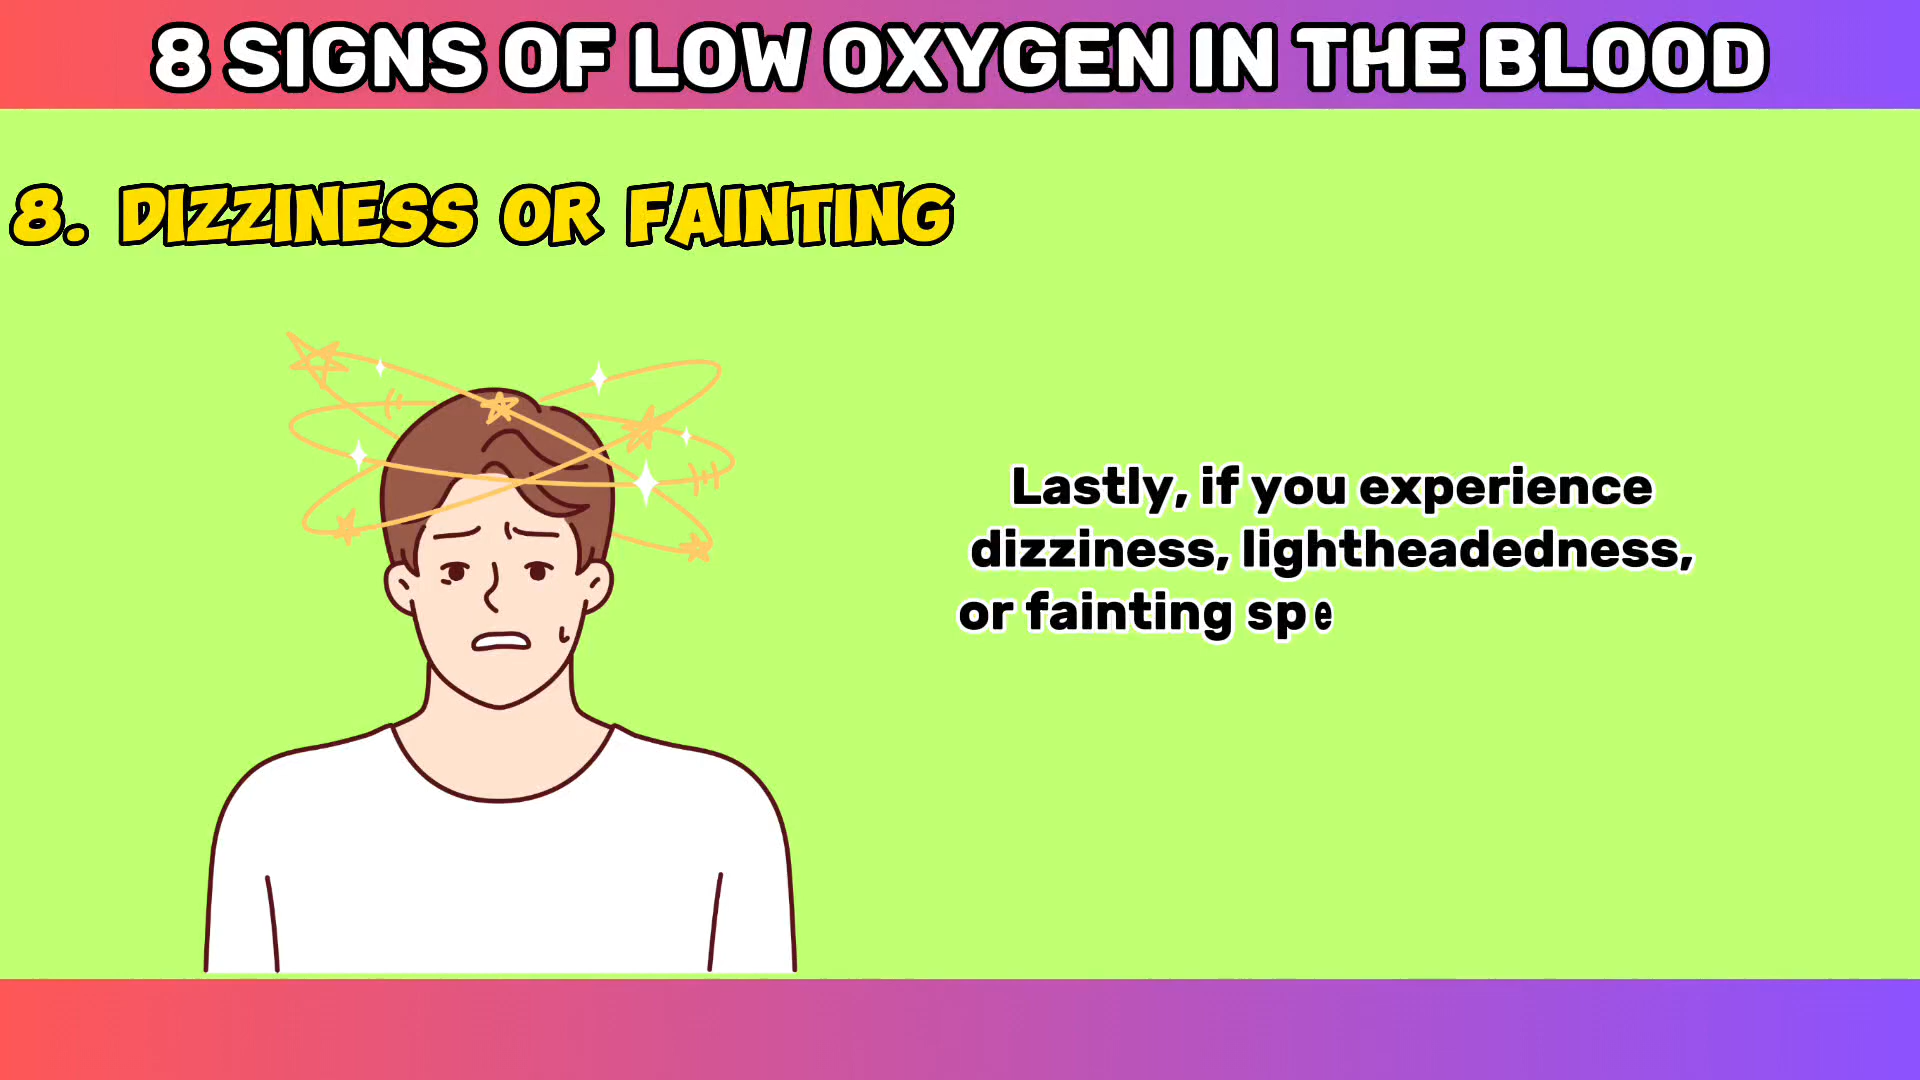 8 SIGNS OF LOW OXYGEN IN THE BLOOD
8. DIZZINESS OR FAINTING
Lastly, if you experience
dizziness, lightheadedness,
or fainting spe